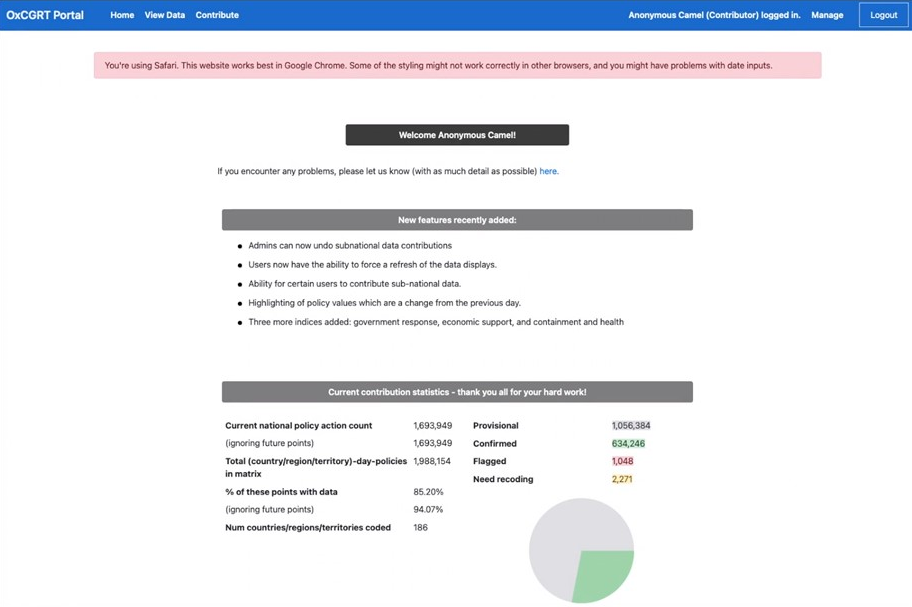 OxCGRT Portal Home View Data Contribute Anonymous Camel (Contributor) logged in. Manage Logout
You're using Safari. This website works best in Google Chrome. Some of the styling might not work correctly in other browsers, and you might have problems with date inputs.
Welcome Anonymous Camel!
If you encounter any problems, please let us know (with as much detail as possible) here.
New features recently added:
Admins can now undo subnational data contributions
Users now have the ability to force a refresh of the data displays.
Ability for certain users to contribute sub-national data.
Highlighting of policy values which are a change from the previous day.
Three more indices added: government response, economic support, and containment and health
Current contribution statistics - thank you all for your hard work!
Current national policy action count 1,693,949
(ignoring future points) 1,693,949
Total (country/region/territory)-day-policies 1,988,154
in matrix
% of these points with data 85.20%
(ignoring future points) 94.07%
Num countries/regions/territories coded 186
Provisional 1,056,384
Confirmed 634,246
Flagged 1,048
Need recoding 2,271